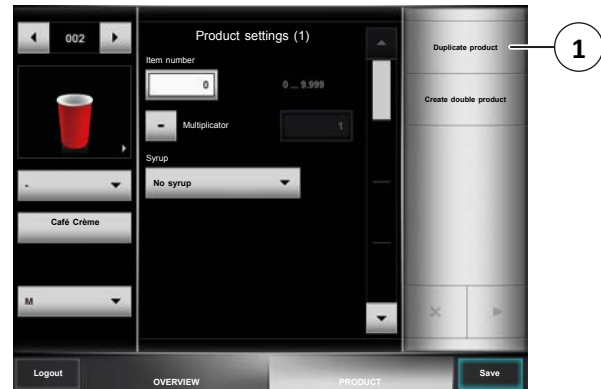 002
Product settings (1)
Item number
0
0 ... 9.999
-
Multiplicator
1
Syrup
No syrup
-
Café Crème
M
Duplicate product
1
Create double product
Logout
OVERVIEW
PRODUCT
Save